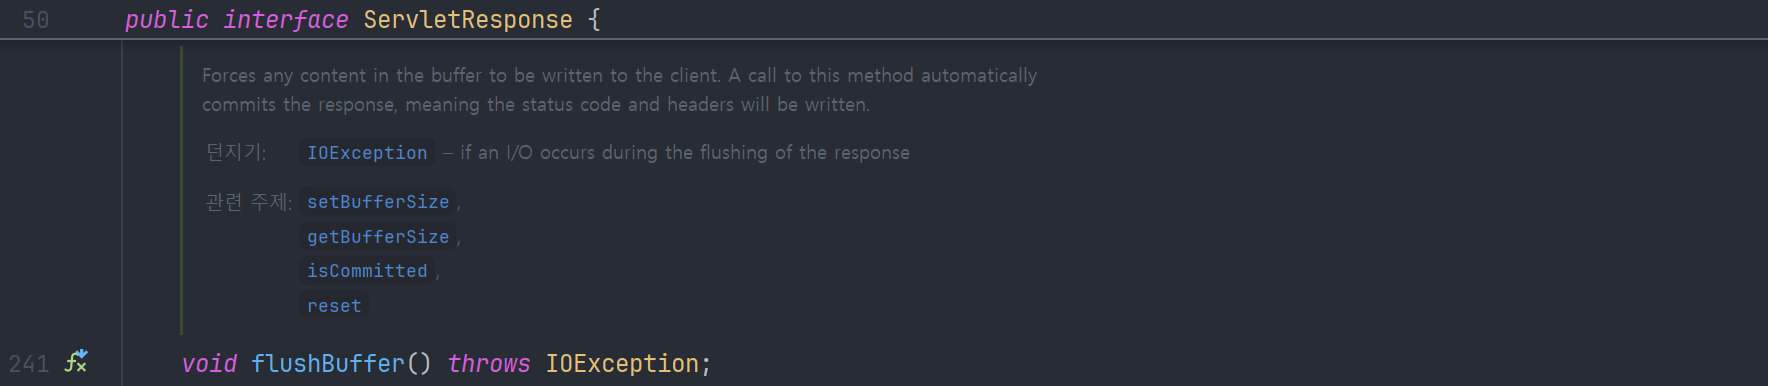 50 public interface ServletResponse {
Forces any content in the buffer to be written to the client. A call to this method automatically
commits the response, meaning the status code and headers will be written.
던지기: IOException – if an I/O occurs during the flushing of the response
관련 주제: setBufferSize,
getBufferSize,
isCommitted,
reset
241 void flushBuffer() throws IOException;